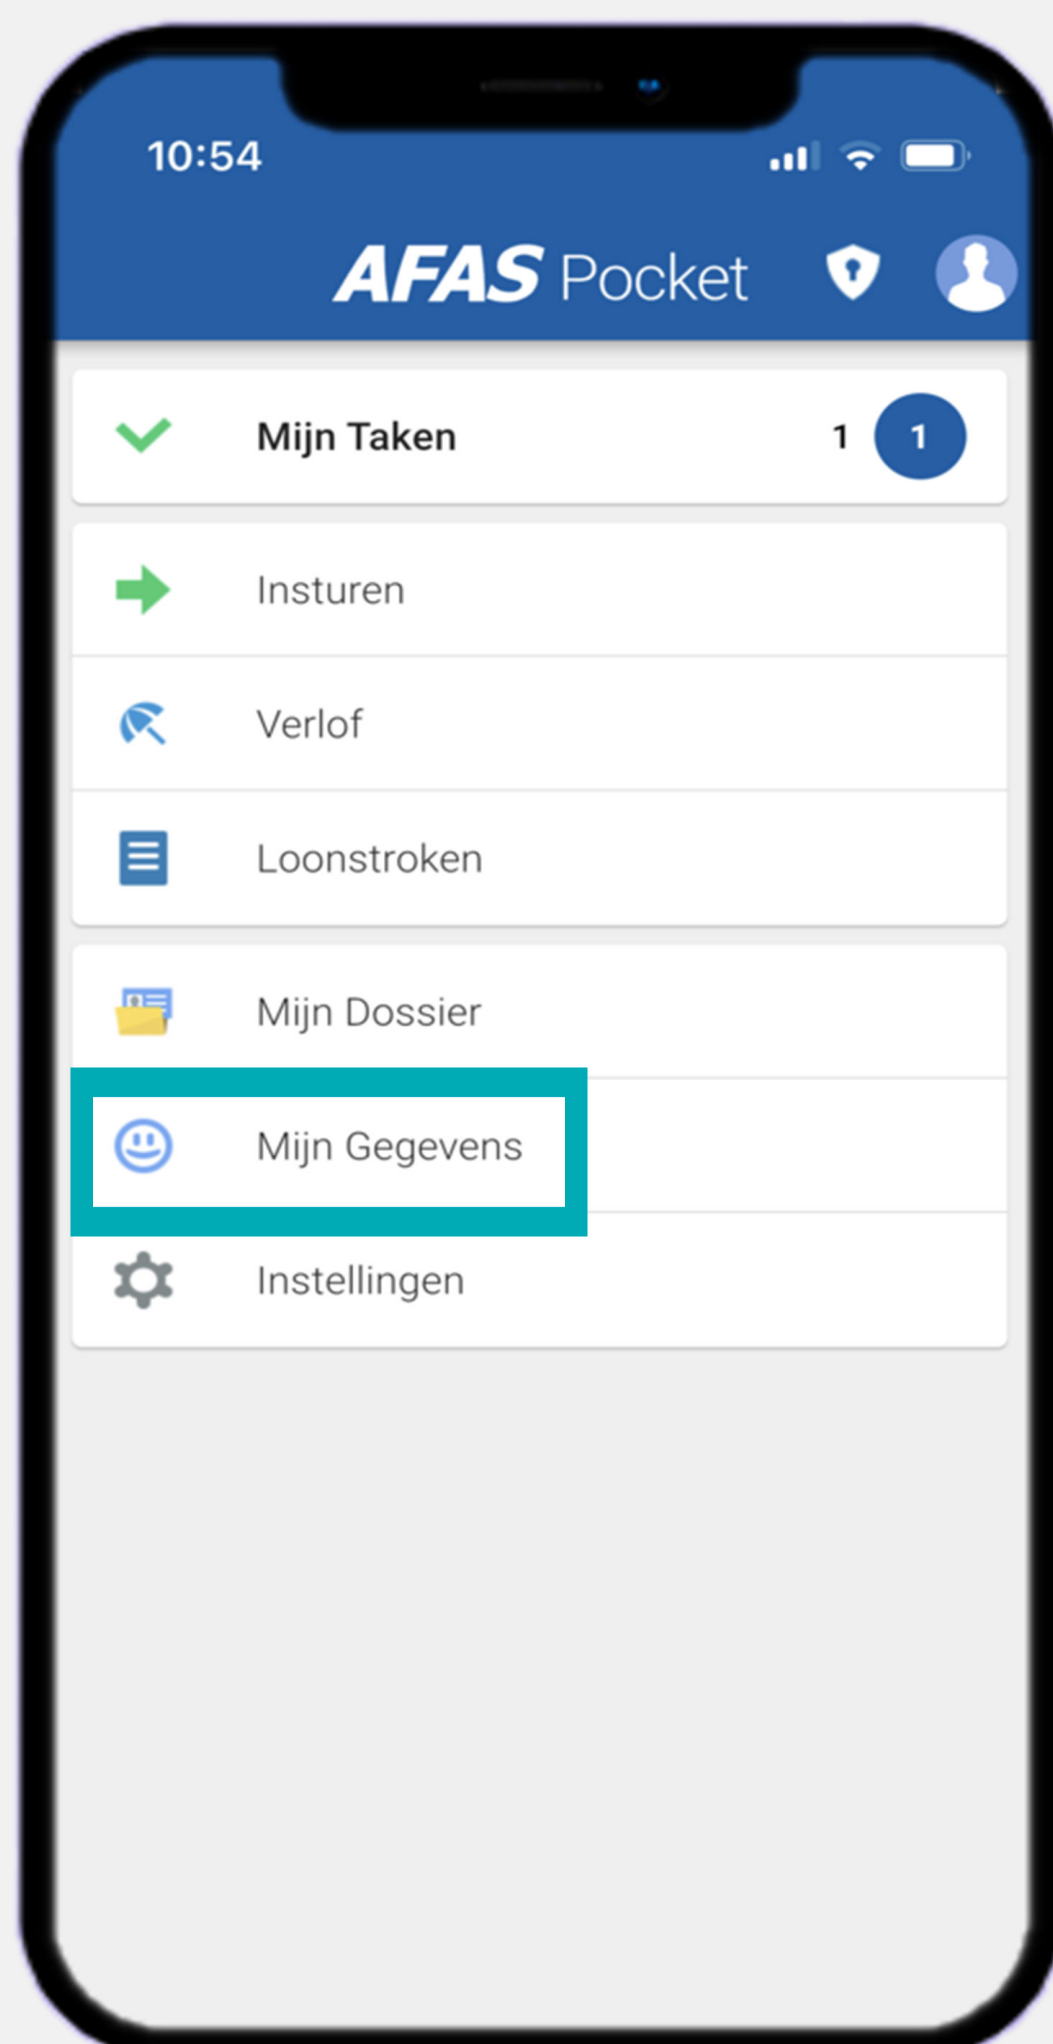 10:54
AFAS Pocket
Mijn Taken 1 1
Insturen
Verlof
Loonstroken
Mijn Dossier
Mijn Gegevens
Instellingen